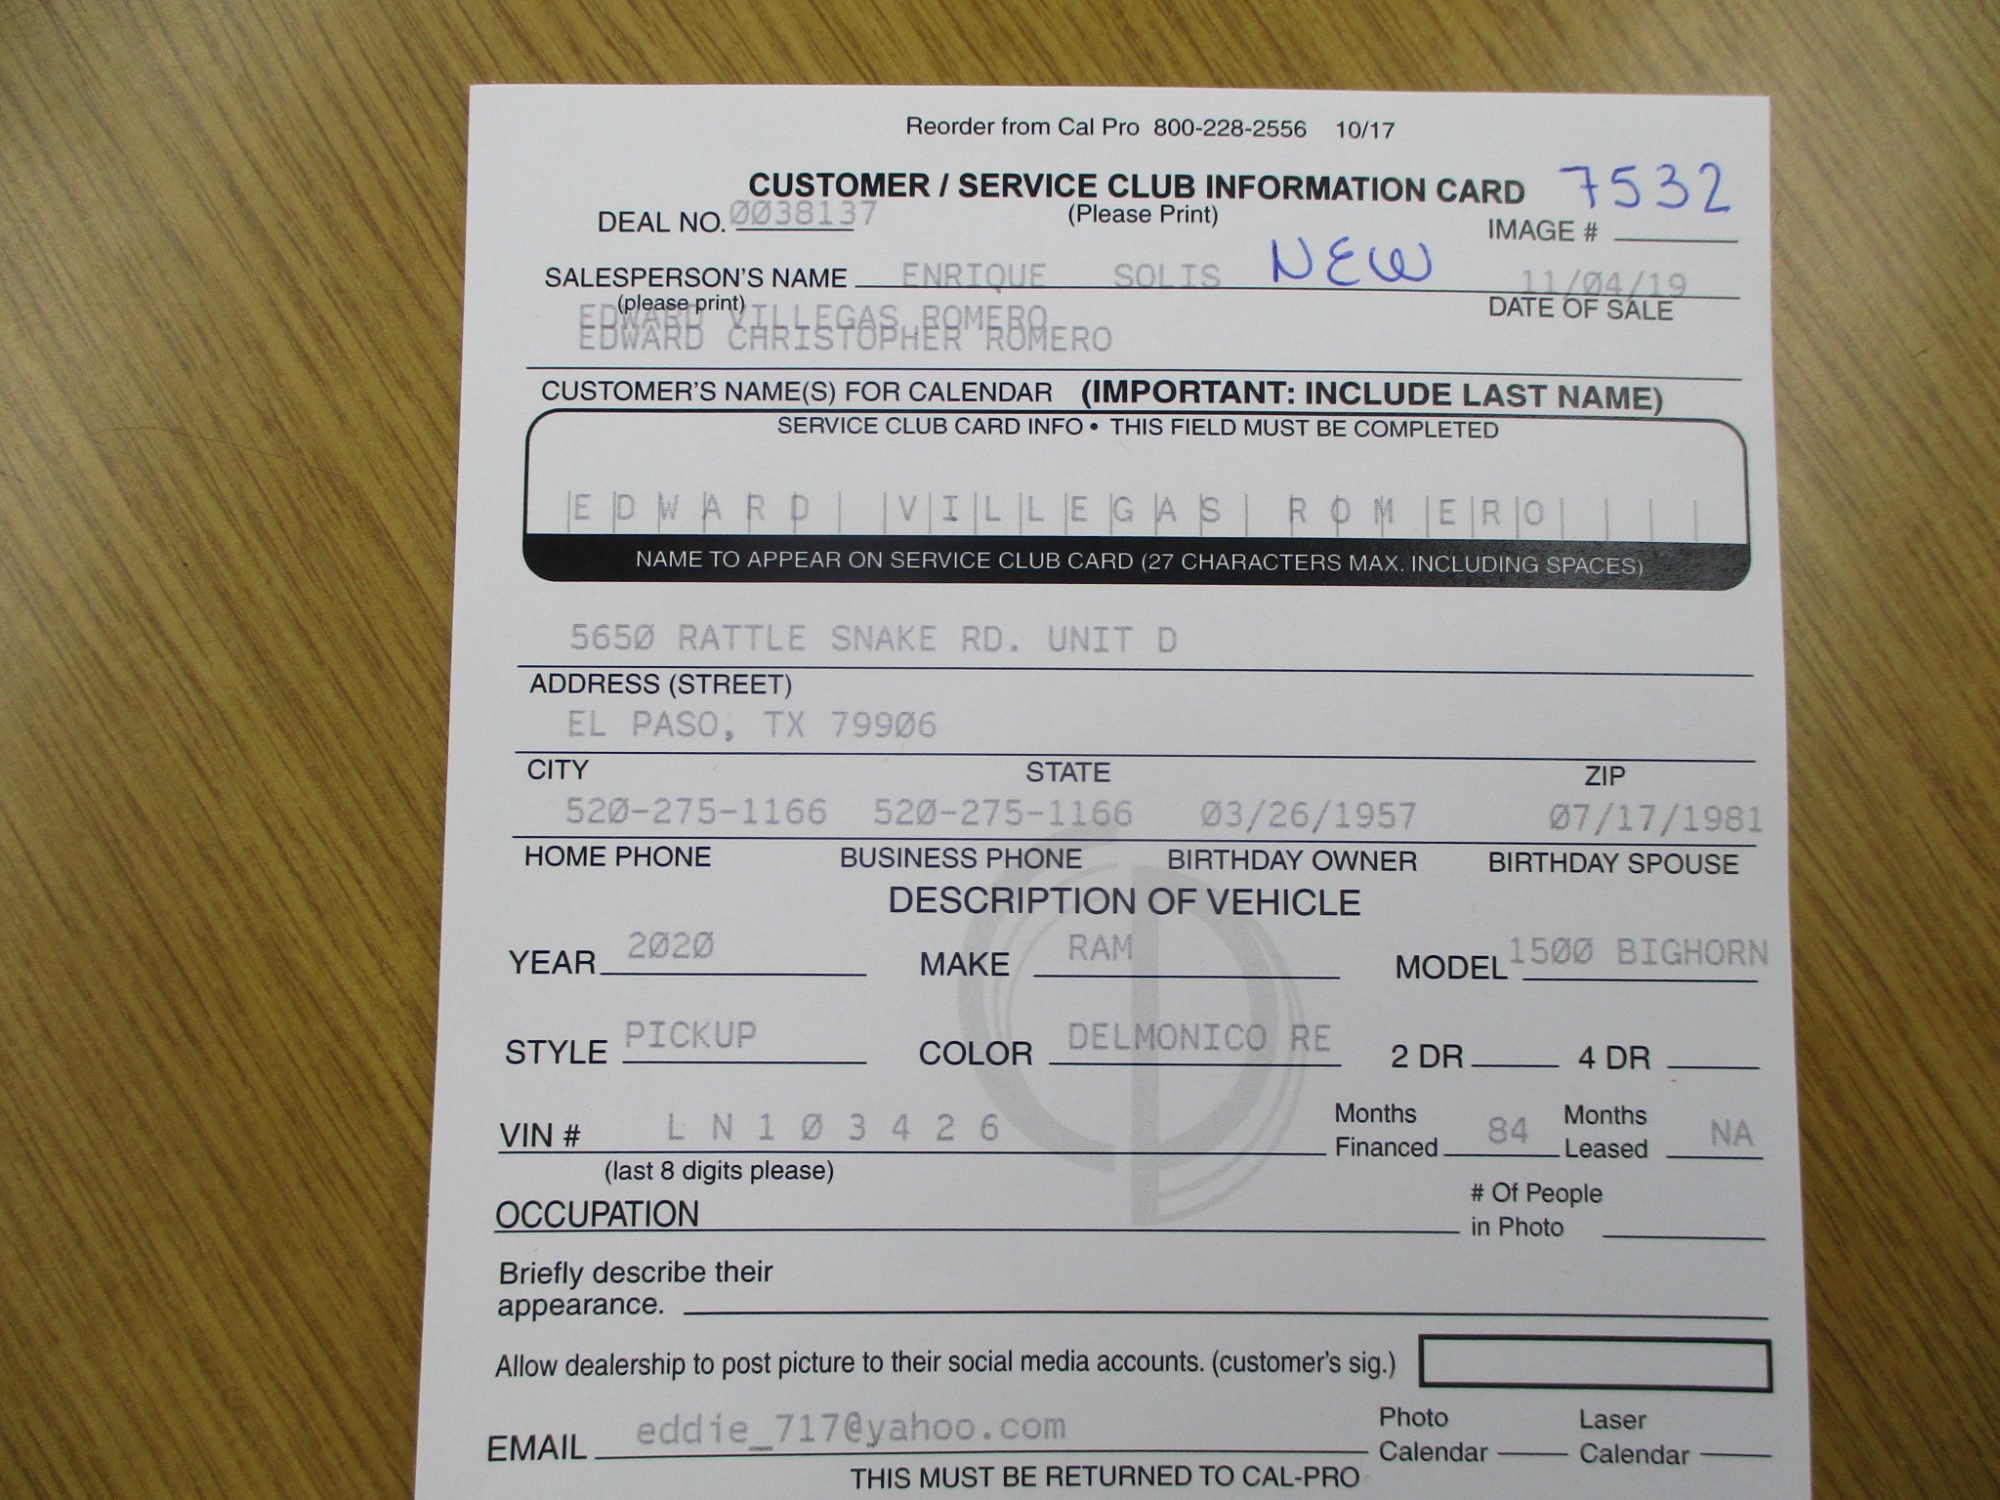 Reorder from Cal Pro 800-228-2556 10/17
CUSTOMER / SERVICE CLUB INFORMATION CARD 7532
DEAL NO. 0038137 (Please Print) IMAGE #
SALESPERSON'S NAME ENRIQUE SOLIS NEW 11/04/19
(please print) DATE OF SALE
EDWARD VILLEGAS ROMERO
EDWARD CHRISTOPHER ROMERO
CUSTOMER'S NAME(S) FOR CALENDAR (IMPORTANT: INCLUDE LAST NAME)
SERVICE CLUB CARD INFO • THIS FIELD MUST BE COMPLETED
EDWARD VILLEGAS ROMERO
NAME TO APPEAR ON SERVICE CLUB CARD (27 CHARACTERS MAX. INCLUDING SPACES)
5650 RATTLE SNAKE RD. UNIT D
ADDRESS (STREET)
EL PASO, TX 79906
CITY STATE ZIP
520-275-1166 520-275-1166 03/26/1957 07/17/1981
HOME PHONE BUSINESS PHONE BIRTHDAY OWNER BIRTHDAY SPOUSE
DESCRIPTION OF VEHICLE
YEAR 2020 MAKE RAM MODEL 1500 BIGHORN
STYLE PICKUP COLOR DELMONICO RE 2 DR 4 DR
VIN # L N 1 0 3 4 2 6 Months Financed 84 Months Leased NA
(last 8 digits please)
OCCUPATION # Of People in Photo
Briefly describe their
appearance.
Allow dealership to post picture to their social media accounts. (customer's sig.)
EMAIL eddie_717@yahoo.com Photo Calendar Laser Calendar
THIS MUST BE RETURNED TO CAL-PRO